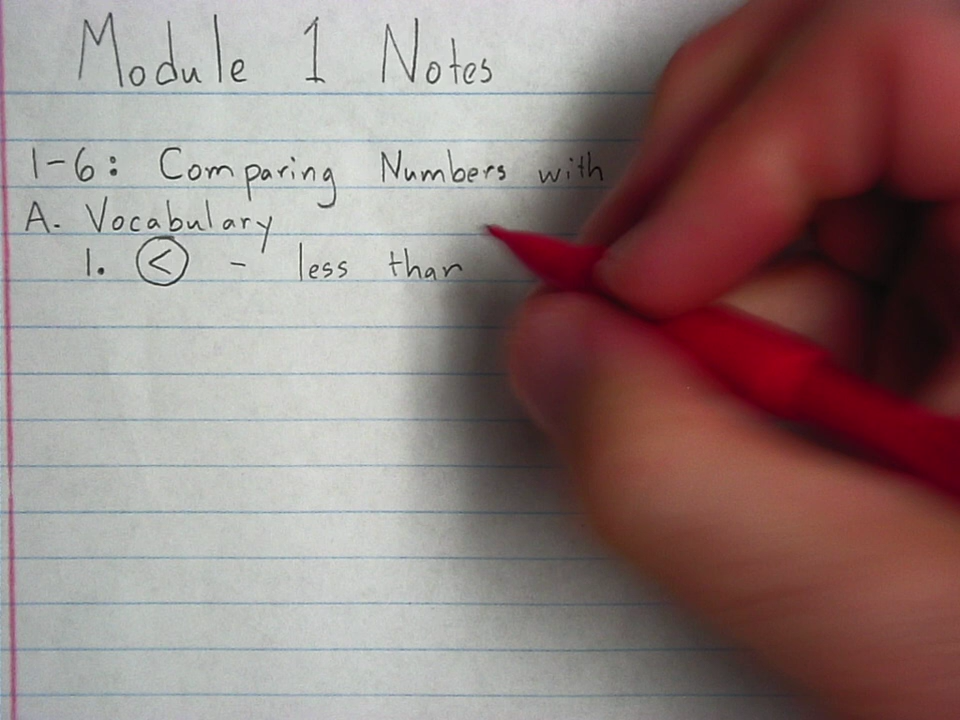 Module 1 Notes
1-6: Comparing Numbers with
A. Vocabulary
1. < - less than